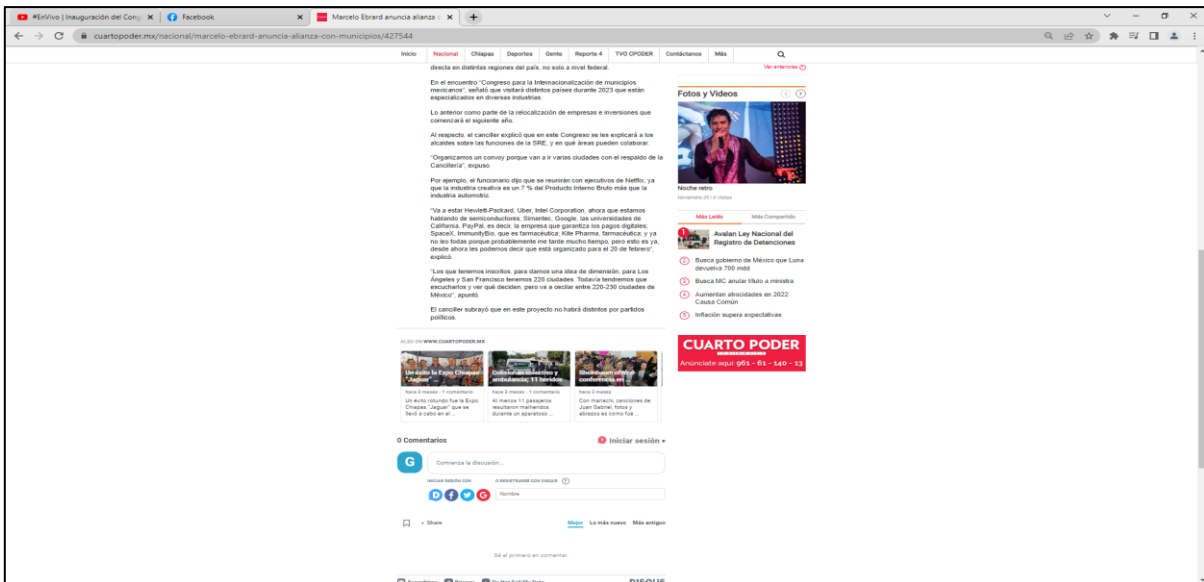 #EnVivo | Inauguración del Cong
Facebook
Marcelo Ebrard anuncia alianza c
cuartopoder.mx/nacional/marcelo-ebrard-anuncia-alianza-con-municipios/427544
Inicio Nacional Chiapas Deportes Gente Reporte 4 TVO CPODER Contáctanos Más
directa en distintas regiones del país, no solo a nivel federal.
En el encuentro "Congreso para la Internacionalización de municipios
mexicanos", señaló que visitará distintos países durante 2023 que están
especializados en diversas industrias.
Lo anterior como parte de la relocalización de empresas e inversiones que
comenzará el siguiente año.
Al respecto, el canciller explicó que en este Congreso se les explicará a los
alcaldes sobre las funciones de la SRE, y en qué áreas pueden colaborar.
"Organizamos un convoy porque van a ir varias ciudades con el respaldo de la
Cancillería", expuso.
Por ejemplo, el funcionario dijo que se reunirán con ejecutivos de Netflix, ya
que la industria creativa es un 7 % del Producto Interno Bruto más que la
industria automotriz.
"Va a estar Hewlett-Packard, Uber, Intel Corporation, ahora que estamos
hablando de semiconductores; Simantec, Google, las universidades de
California, PayPal, es decir, la empresa que garantiza los pagos digitales;
SpaceX, ImmunityBio, que es farmacéutica; Kite Pharma, farmacéutica; y ya
no leo todas porque probablemente me tarde mucho tiempo, pero esto es ya,
desde ahora les podemos decir que está organizado para el 20 de febrero",
explicó.
"Los que tenemos inscritos, para darnos una idea de dimensión, para Los
Ángeles y San Francisco tenemos 220 ciudades. Todavía tendremos que
escucharlos y ver qué deciden, pero va a oscilar entre 220-230 ciudades de
México", apuntó.
El canciller subrayó que en este proyecto no habrá distintos por partidos
políticos.
ALSO ON WWW.CUARTOPODER.MX
Un éxito la Expo Chiapas
"Jaguar"
hace 9 meses · 1 comentario
Un éxito rotundo fue la Expo
Chiapas "Jaguar" que se
llevó a cabo en el ...
Colisionan colectivo y
ambulancia; 11 heridos
hace 9 meses · 1 comentario
Al menos 11 pasajeros
resultaron malheridos
durante un aparatoso ...
Sheinbaum ofreció
conferencia en ...
hace 9 meses
Con mariachi, canciones de
Juan Gabriel, fotos y
abrazos es como fue ...
0 Comentarios
Iniciar sesión
G
Comienza la discusión...
INICIAR SESIÓN CON
O REGISTRARSE CON DISQUS
Nombre
Share
Mejor Lo más nuevo Más antiguo
Sé el primero en comentar.
DISQUS
Ver anteriores
Fotos y Videos
Noche retro
Noviembre 05 / 0 Visitas
Más Leído Más Compartido
1
Avalan Ley Nacional del
Registro de Detenciones
2 Busca gobierno de México que Luna
devuelva 700 mdd
3 Busca MC anular título a ministra
4 Aumentan atrocidades en 2022:
Causa Común
5 Inflación supera expectativas
CUARTO PODER
Anúnciate aquí 961 - 61 - 140 - 13